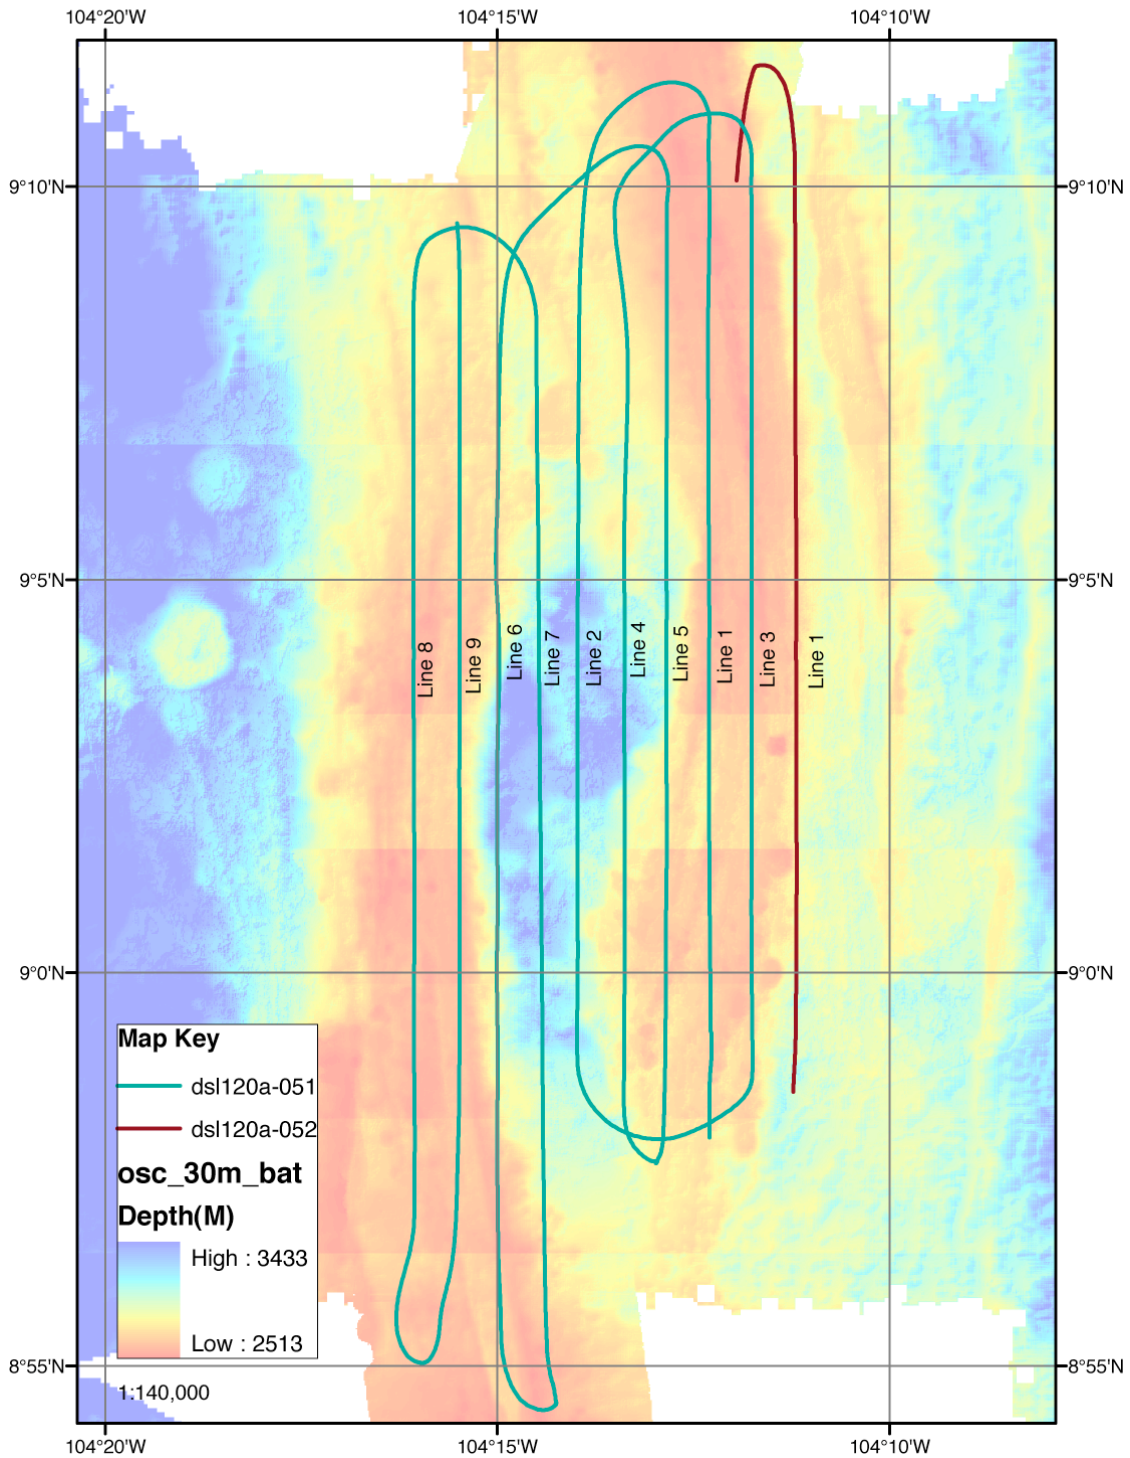 104°20'W
104°15'W
104°10'W
9°10'N
9°10'N
9°5'N
9°5'N
Line 8
Line 9
Line 6
Line 7
Line 2
Line 4
Line 5
Line 1
Line 3
Line 1
9°0'N
9°0'N
Map Key
dsl120a-051
dsl120a-052
osc_30m_bat
Depth(M)
High : 3433
Low : 2513
8°55'N
8°55'N
1:140,000
104°20'W
104°15'W
104°10'W